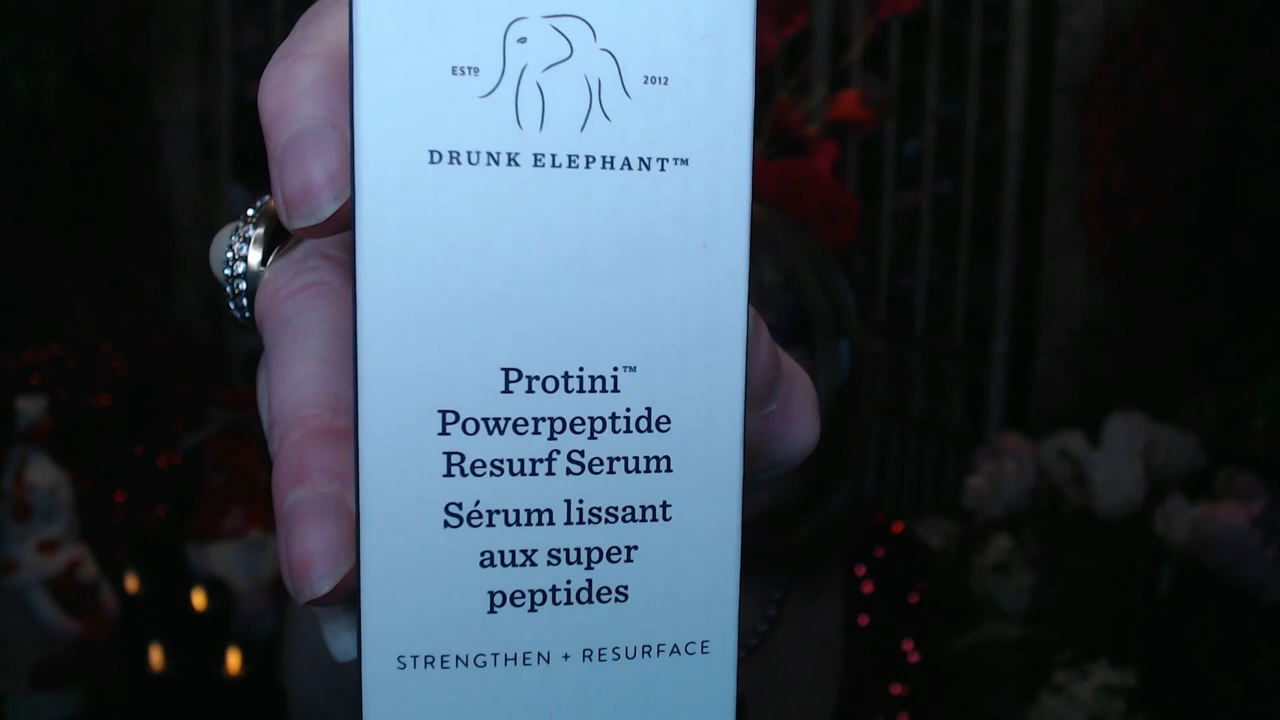 ESTD 2012
DRUNK ELEPHANT™
Protini™
Powerpeptide
Resurf Serum
Sérum lissant
aux super
peptides
STRENGTHEN + RESURFACE